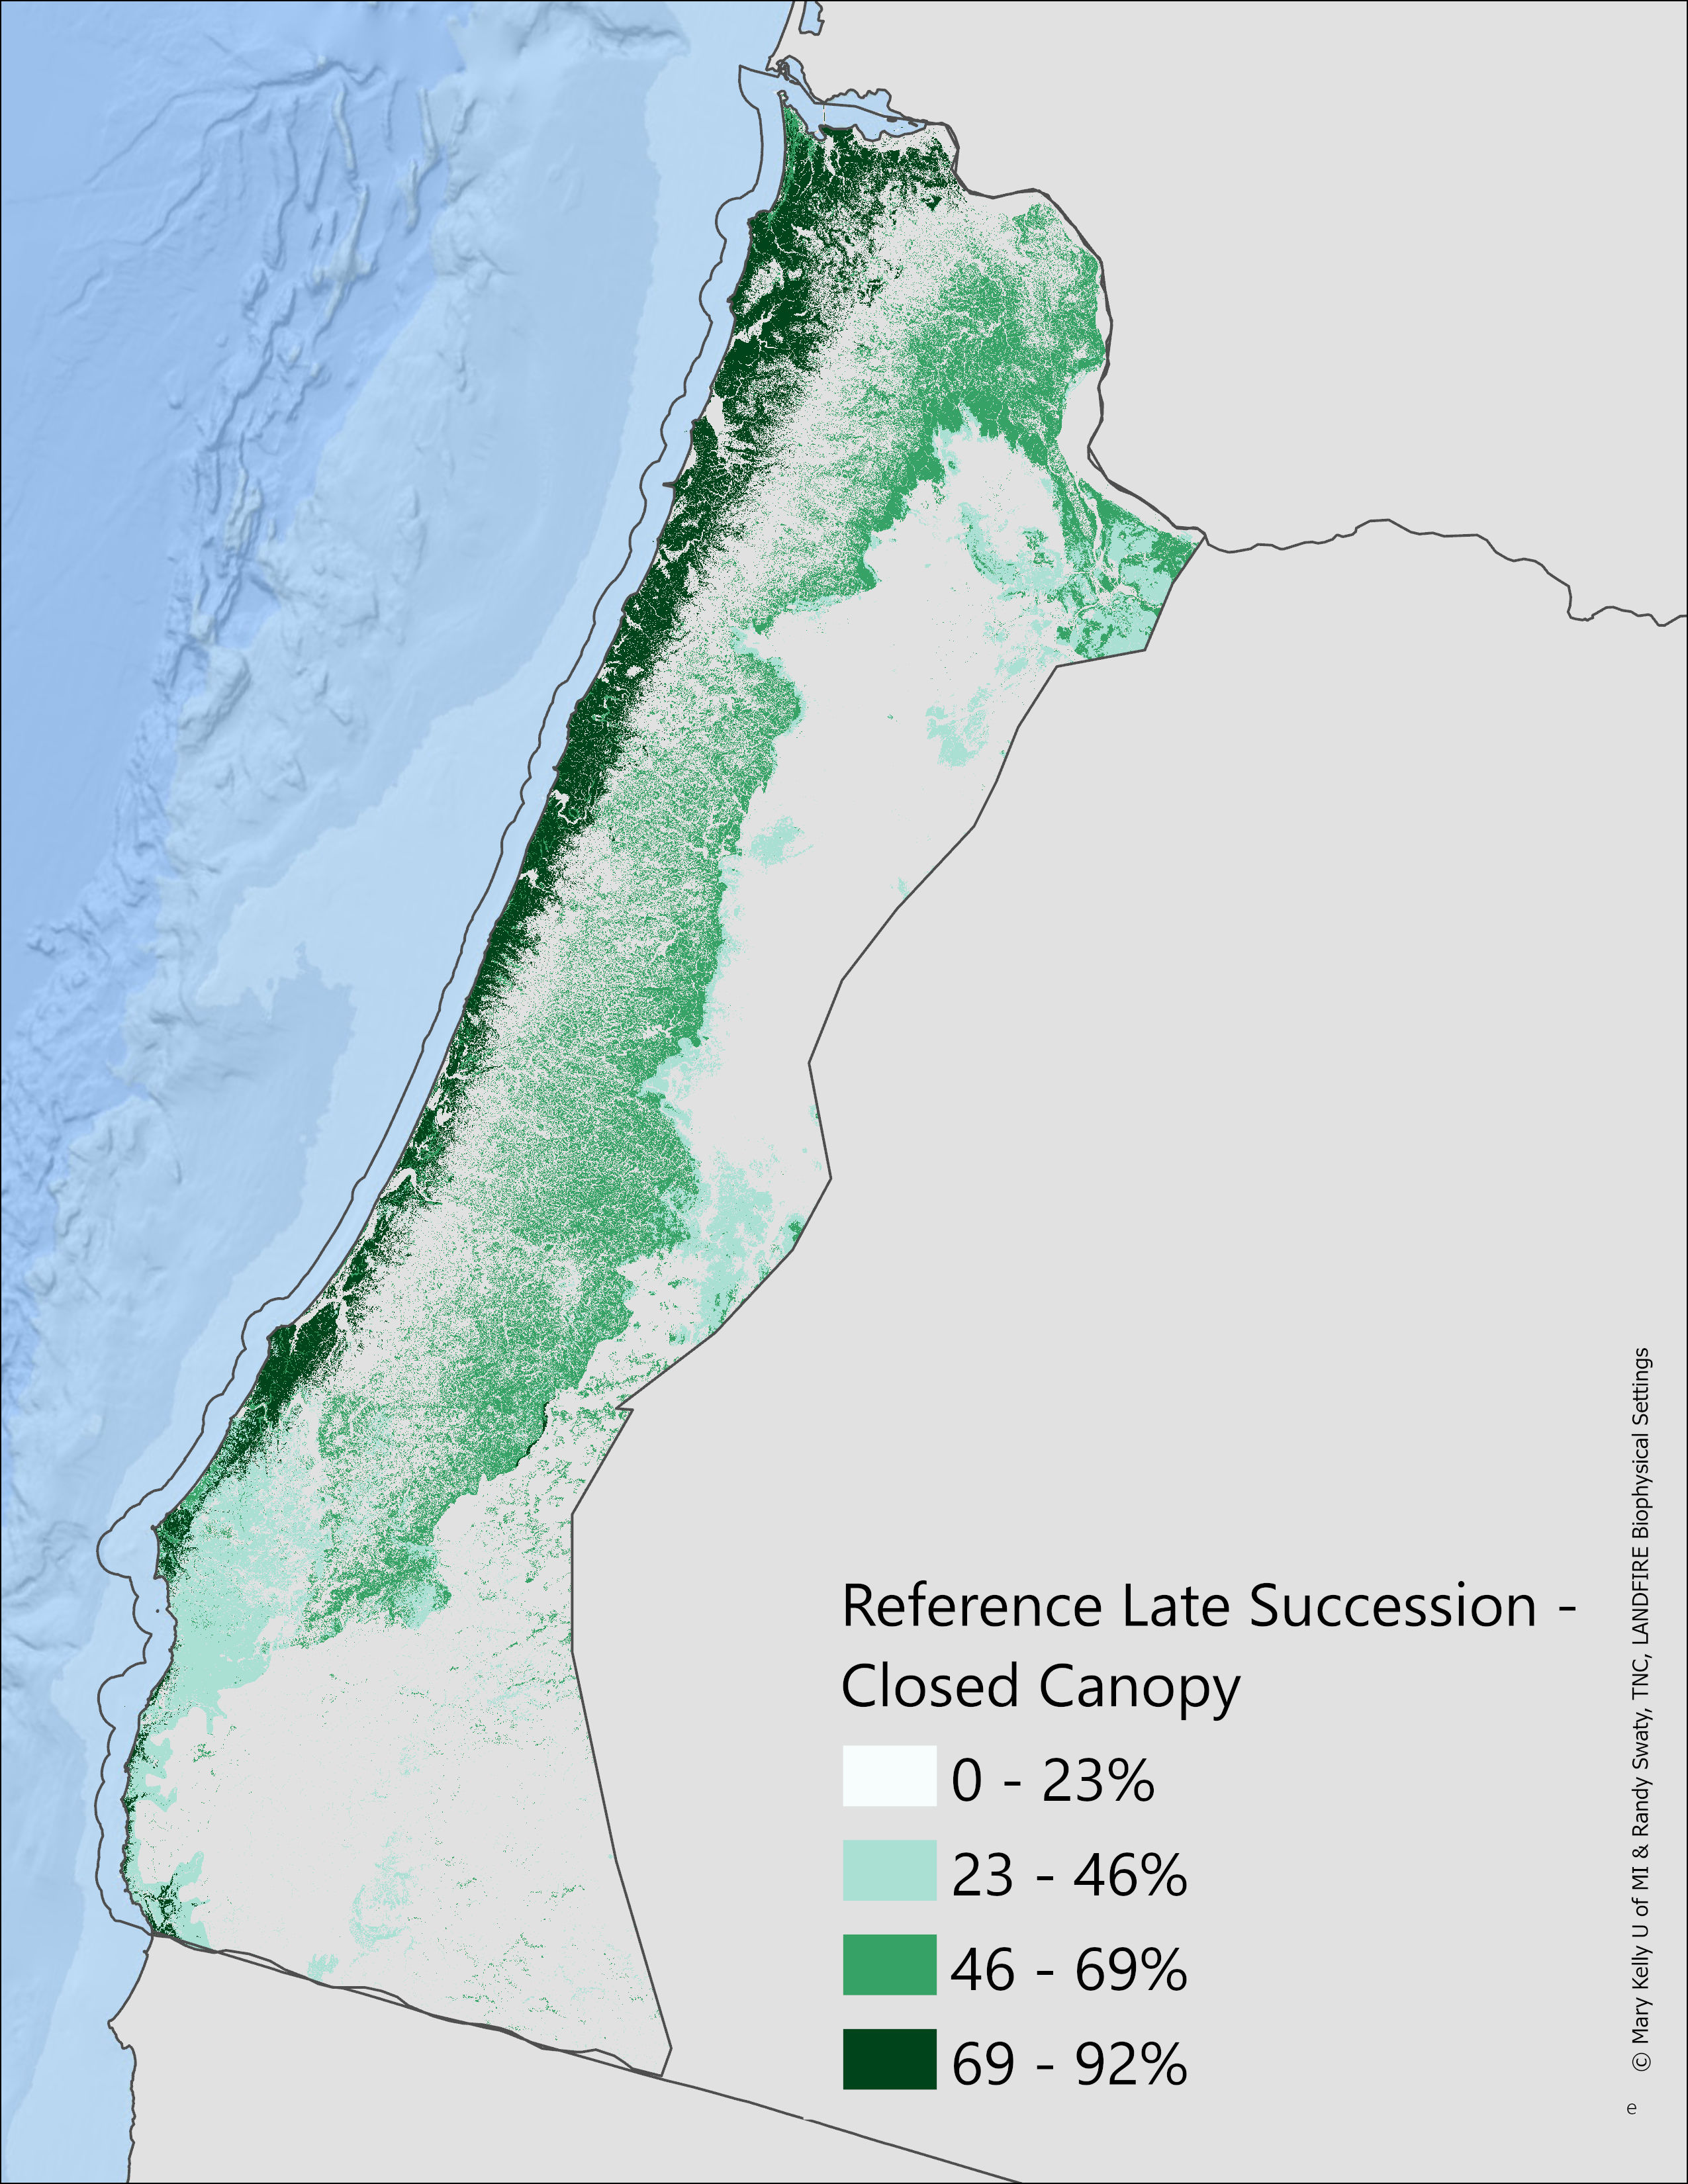 Reference Late Succession -
Closed Canopy
0 - 23%
23 - 46%
46 - 69%
69 - 92%
© Mary Kelly U of MI & Randy Swaty, TNC, LANDFIRE Biophysical Settings
e